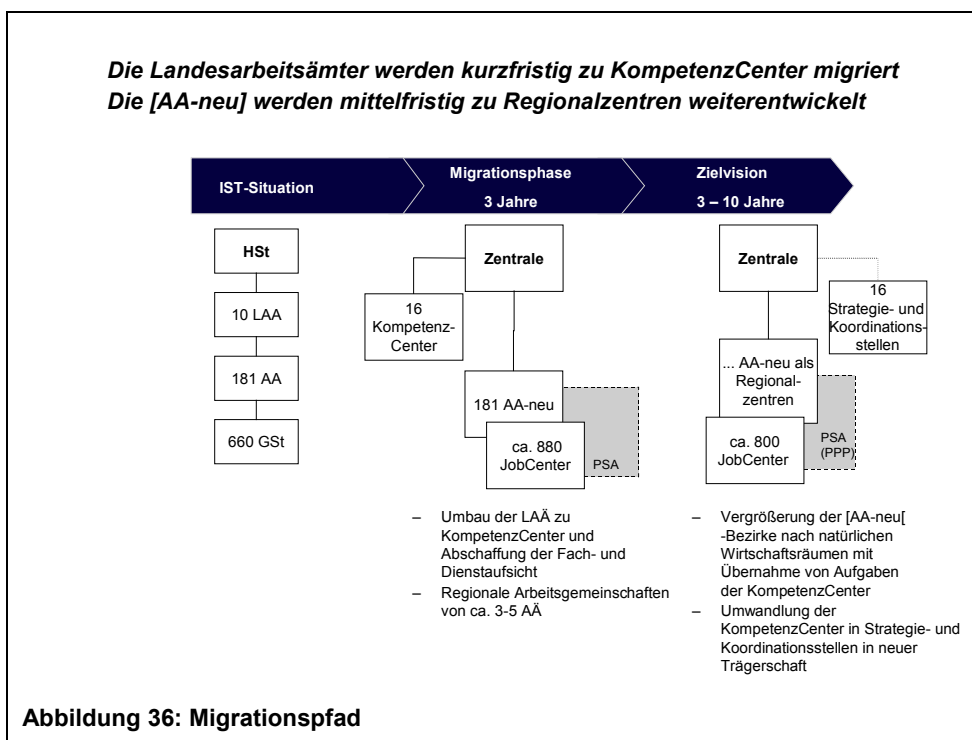 Die Landesarbeitsämter werden kurzfristig zu KompetenzCenter migriert
Die [AA-neu] werden mittelfristig zu Regionalzentren weiterentwickelt
IST-Situation
Migrationsphase
3 Jahre
Zielvision
3 – 10 Jahre
HSt
10 LAA
181 AA
660 GSt
Zentrale
16
Kompetenz-
Center
181 AA-neu
ca. 880
JobCenter
PSA
Zentrale
16
Strategie- und
Koordinations-
stellen
... AA-neu als
Regional-
zentren
ca. 800
JobCenter
PSA
(PPP)
– Umbau der LAÄ zu
KompetenzCenter und
Abschaffung der Fach- und
Dienstaufsicht
– Regionale Arbeitsgemeinschaften
von ca. 3-5 AÄ
– Vergrößerung der [AA-neu[
-Bezirke nach natürlichen
Wirtschaftsräumen mit
Übernahme von Aufgaben
der KompetenzCenter
– Umwandlung der
KompetenzCenter in Strategie- und
Koordinationsstellen in neuer
Trägerschaft
Abbildung 36: Migrationspfad